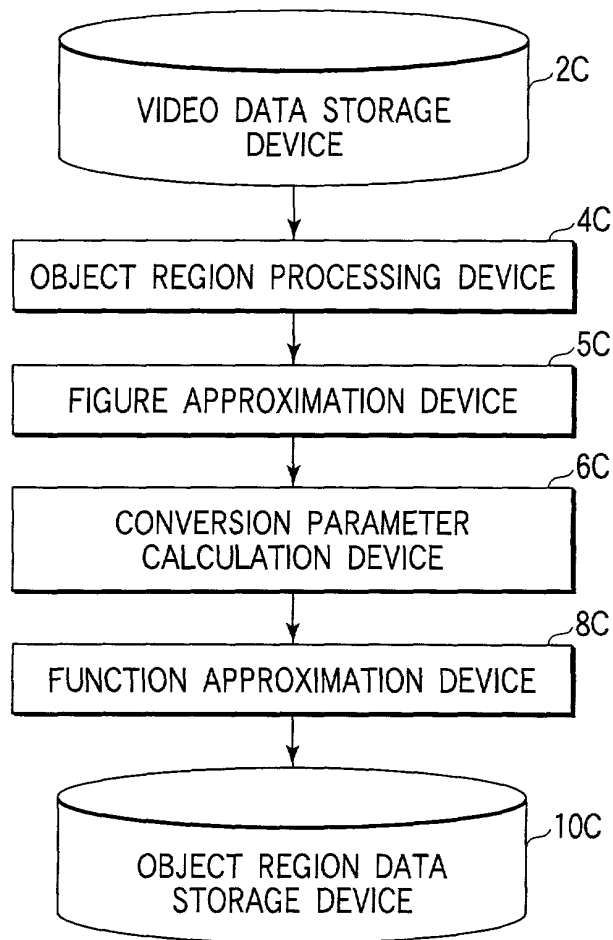 2C
VIDEO DATA STORAGE
DEVICE
4C
OBJECT REGION PROCESSING DEVICE
5C
FIGURE APPROXIMATION DEVICE
6C
CONVERSION PARAMETER
CALCULATION DEVICE
8C
FUNCTION APPROXIMATION DEVICE
10C
OBJECT REGION DATA
STORAGE DEVICE